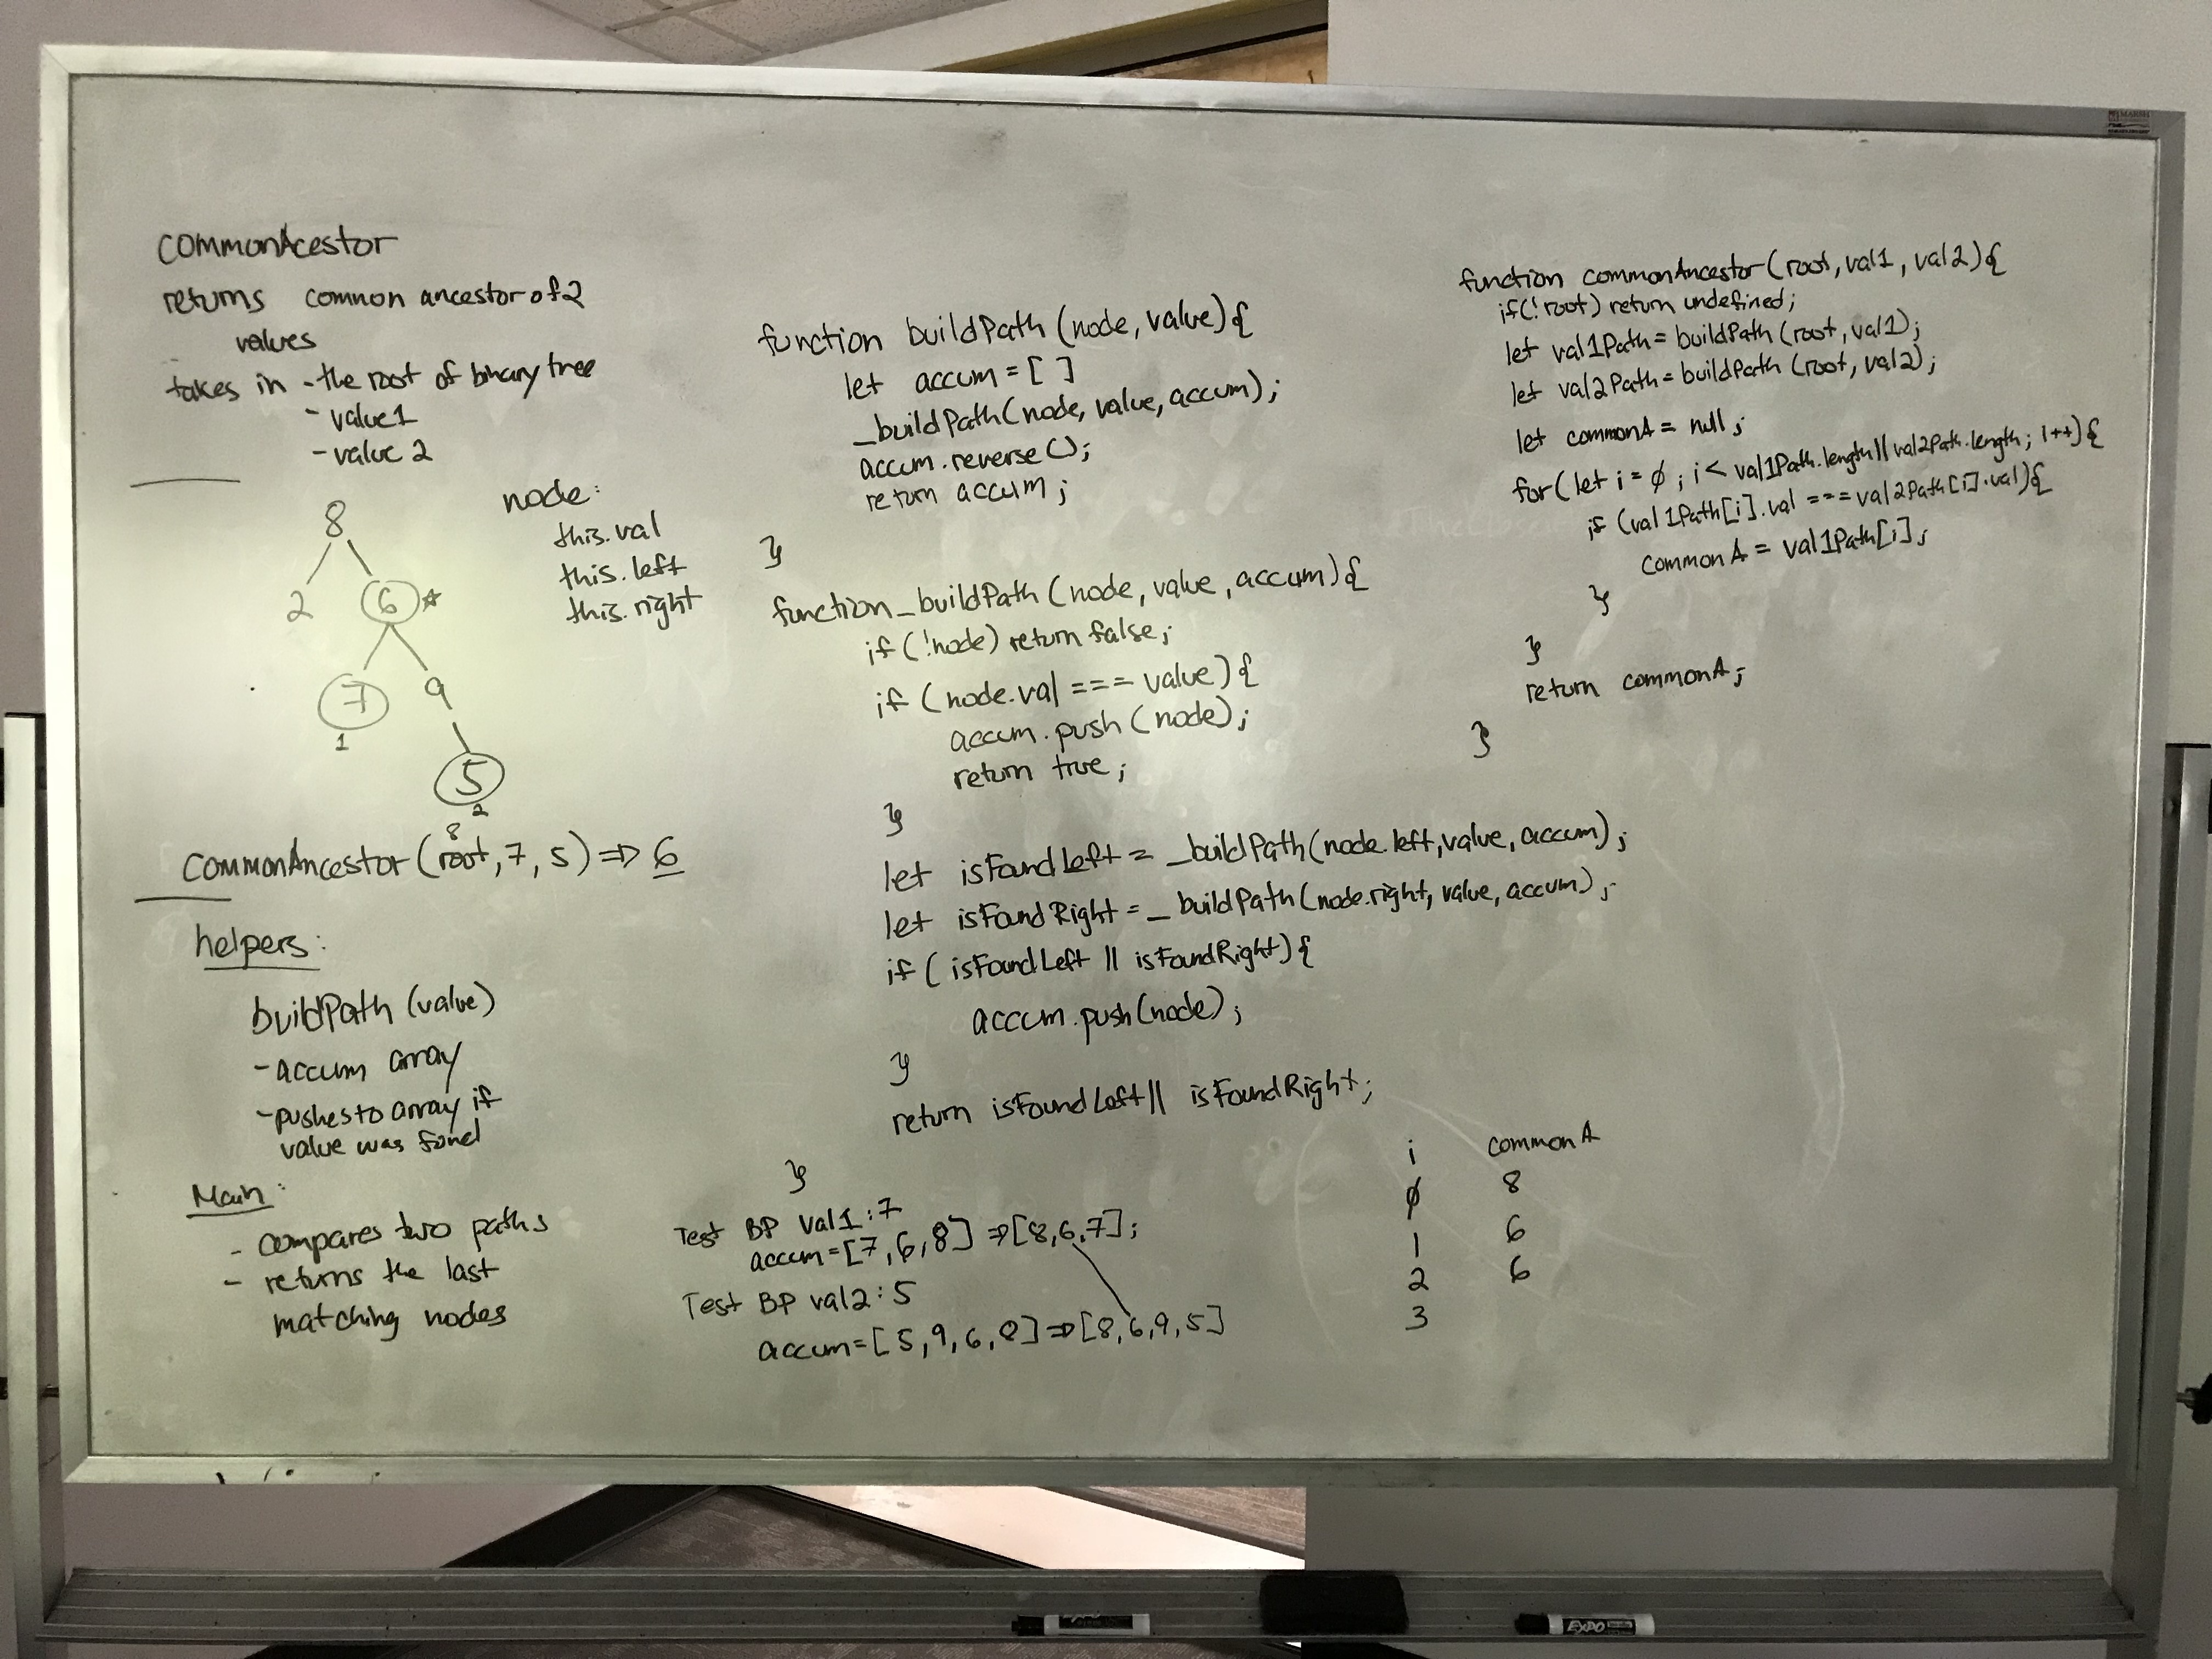 commonAcestor
returns common ancestor of 2
values
takes in - the root of binary tree
- value1
- value 2
8
2 6 *
7 9
1
5
2
node:
this.val
this.left
this.right
8
commonAncestor(root, 7, 5) => 6
helpers:
buildPath (value)
- accum array
- pushes to array if
value was found
Main:
- compares two paths
- returns the last
matching nodes
function buildPath (node, value){
let accum = [ ]
_buildPath(node, value, accum);
accum.reverse();
return accum;
}
function _buildPath (node, value, accum){
if (!node) return false;
if (node.val === value){
accum.push(node);
return true;
}
let isFoundLeft = _buildPath(node.left, value, accum);
let isFoundRight = _buildPath(node.right, value, accum);
if ( isFoundLeft || isFoundRight){
accum.push(node);
}
return isFoundLeft || isFoundRight;
}
Test BP val1: 7
accum = [7, 6, 8] => [8, 6, 7];
Test BP val2: 5
accum = [5, 9, 6, 8] => [8, 6, 9, 5]
function commonAncestor(root, val1, val2){
if(!root) return undefined;
let val1Path = buildPath (root, val1);
let val2Path = buildPath (root, val2);
let commonA = null;
for(let i = 0; i < val1Path.length || val2Path.length; i++){
if (val1Path[i].val === val2Path[i].val){
commonA = val1Path[i];
}
}
return commonA;
}
i commonA
0 8
1 6
2 6
3
EXPO